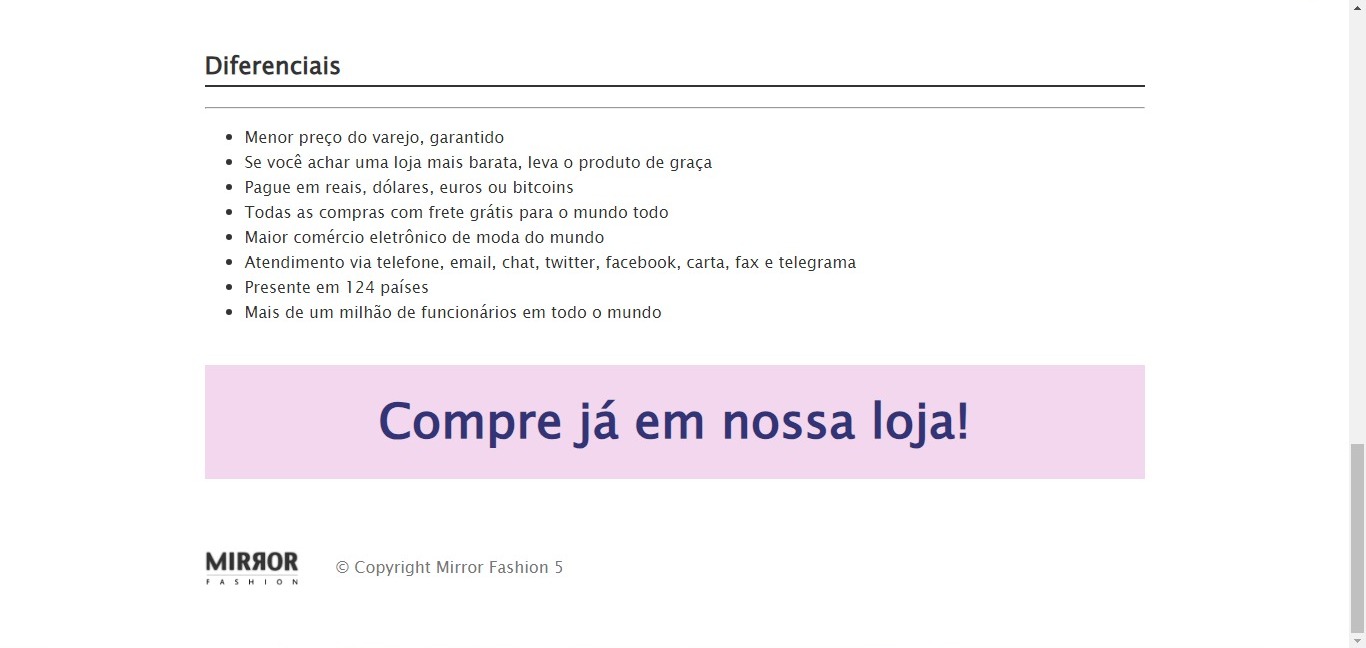 Diferenciais
Menor preço do varejo, garantido
Se você achar uma loja mais barata, leva o produto de graça
Pague em reais, dólares, euros ou bitcoins
Todas as compras com frete grátis para o mundo todo
Maior comércio eletrônico de moda do mundo
Atendimento via telefone, email, chat, twitter, facebook, carta, fax e telegrama
Presente em 124 países
Mais de um milhão de funcionários em todo o mundo
Compre já em nossa loja!
MIRROR
FASHION
© Copyright Mirror Fashion 5